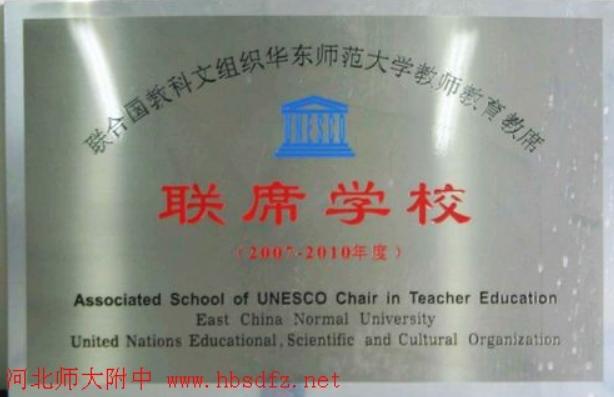 联合国教科文组织华东师范大学教师教育教席
联席学校
（2007-2010年度）
Associated School of UNESCO Chair in Teacher Education
East China Normal University
United Nations Educational, Scientific and Cultural Organization
河北师大附中 www.hbsdfz.net